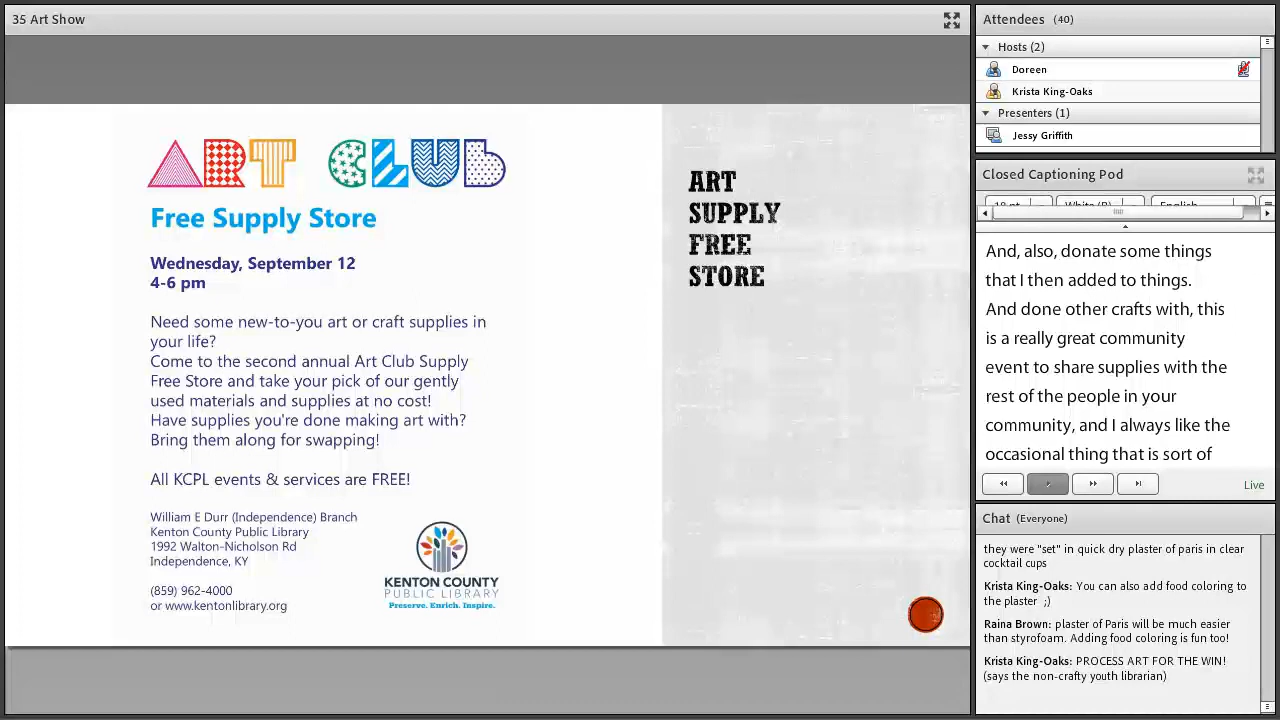 35 Art Show
ART CLUB
Free Supply Store
Wednesday, September 12
4-6 pm
Need some new-to-you art or craft supplies in
your life?
Come to the second annual Art Club Supply
Free Store and take your pick of our gently
used materials and supplies at no cost!
Have supplies you're done making art with?
Bring them along for swapping!
All KCPL events & services are FREE!
William E Durr (Independence) Branch
Kenton County Public Library
1992 Walton-Nicholson Rd
Independence, KY
(859) 962-4000
or www.kentonlibrary.org
KENTON COUNTY
PUBLIC LIBRARY
Preserve. Enrich. Inspire.
ART
SUPPLY
FREE
STORE
Attendees (40)
Hosts (2)
Doreen
Krista King-Oaks
Presenters (1)
Jessy Griffith
Closed Captioning Pod
English
And, also, donate some things
that I then added to things.
And done other crafts with, this
is a really great community
event to share supplies with the
rest of the people in your
community, and I always like the
occasional thing that is sort of
Live
Chat (Everyone)
they were "set" in quick dry plaster of paris in clear
cocktail cups
Krista King-Oaks: You can also add food coloring to
the plaster ;)
Raina Brown: plaster of Paris will be much easier
than styrofoam. Adding food coloring is fun too!
Krista King-Oaks: PROCESS ART FOR THE WIN!
(says the non-crafty youth librarian)